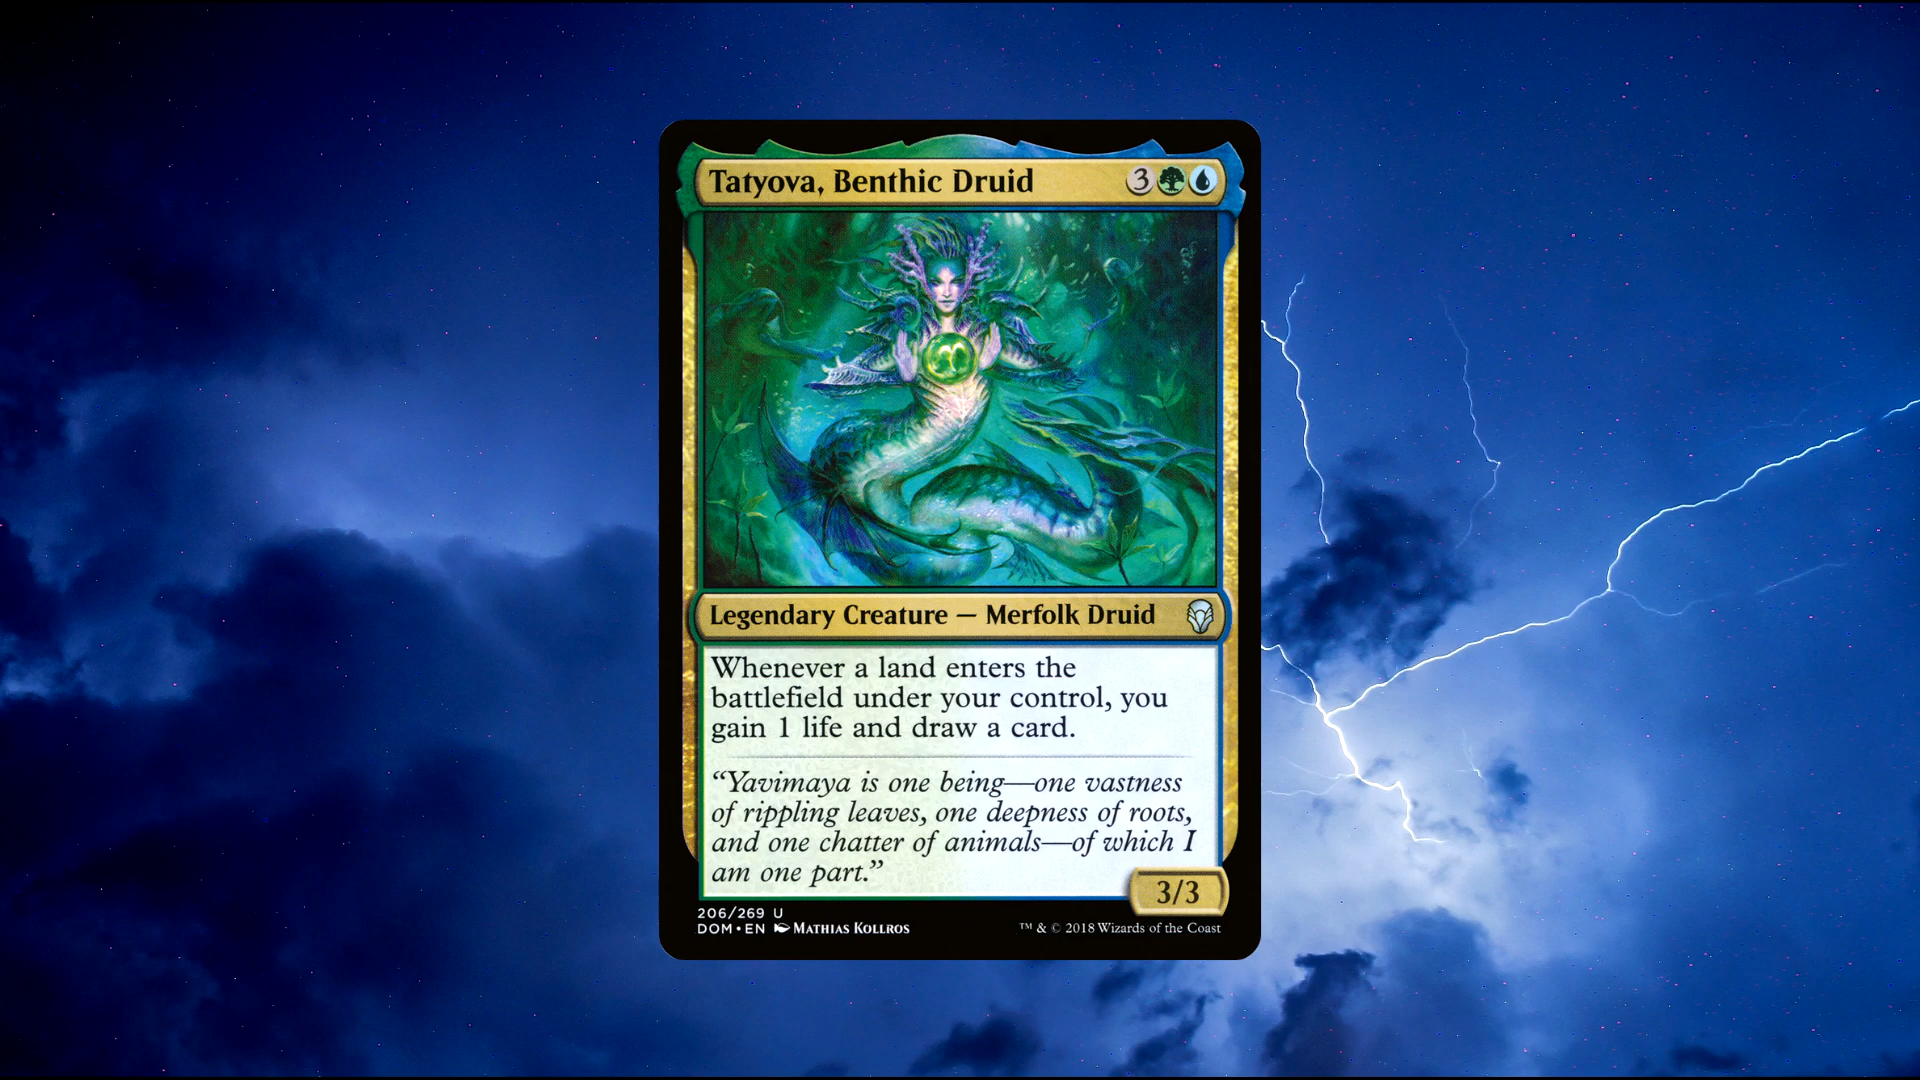 Tatyova, Benthic Druid 3
Legendary Creature — Merfolk Druid
Whenever a land enters the
battlefield under your control, you
gain 1 life and draw a card.
“Yavimaya is one being—one vastness
of rippling leaves, one deepness of roots,
and one chatter of animals—of which I
am one part.”
3/3
206/269 U
DOM • EN Mathias Kollros
™ & © 2018 Wizards of the Coast